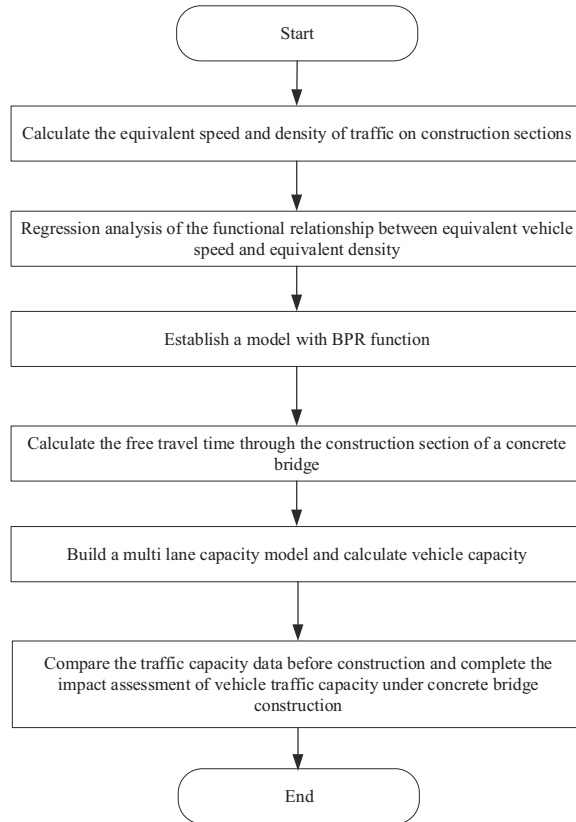 Start
Calculate the equivalent speed and density of traffic on construction sections
Regression analysis of the functional relationship between equivalent vehicle
speed and equivalent density
Establish a model with BPR function
Calculate the free travel time through the construction section of a concrete
bridge
Build a multi lane capacity model and calculate vehicle capacity
Compare the traffic capacity data before construction and complete the
impact assessment of vehicle traffic capacity under concrete bridge
construction
End